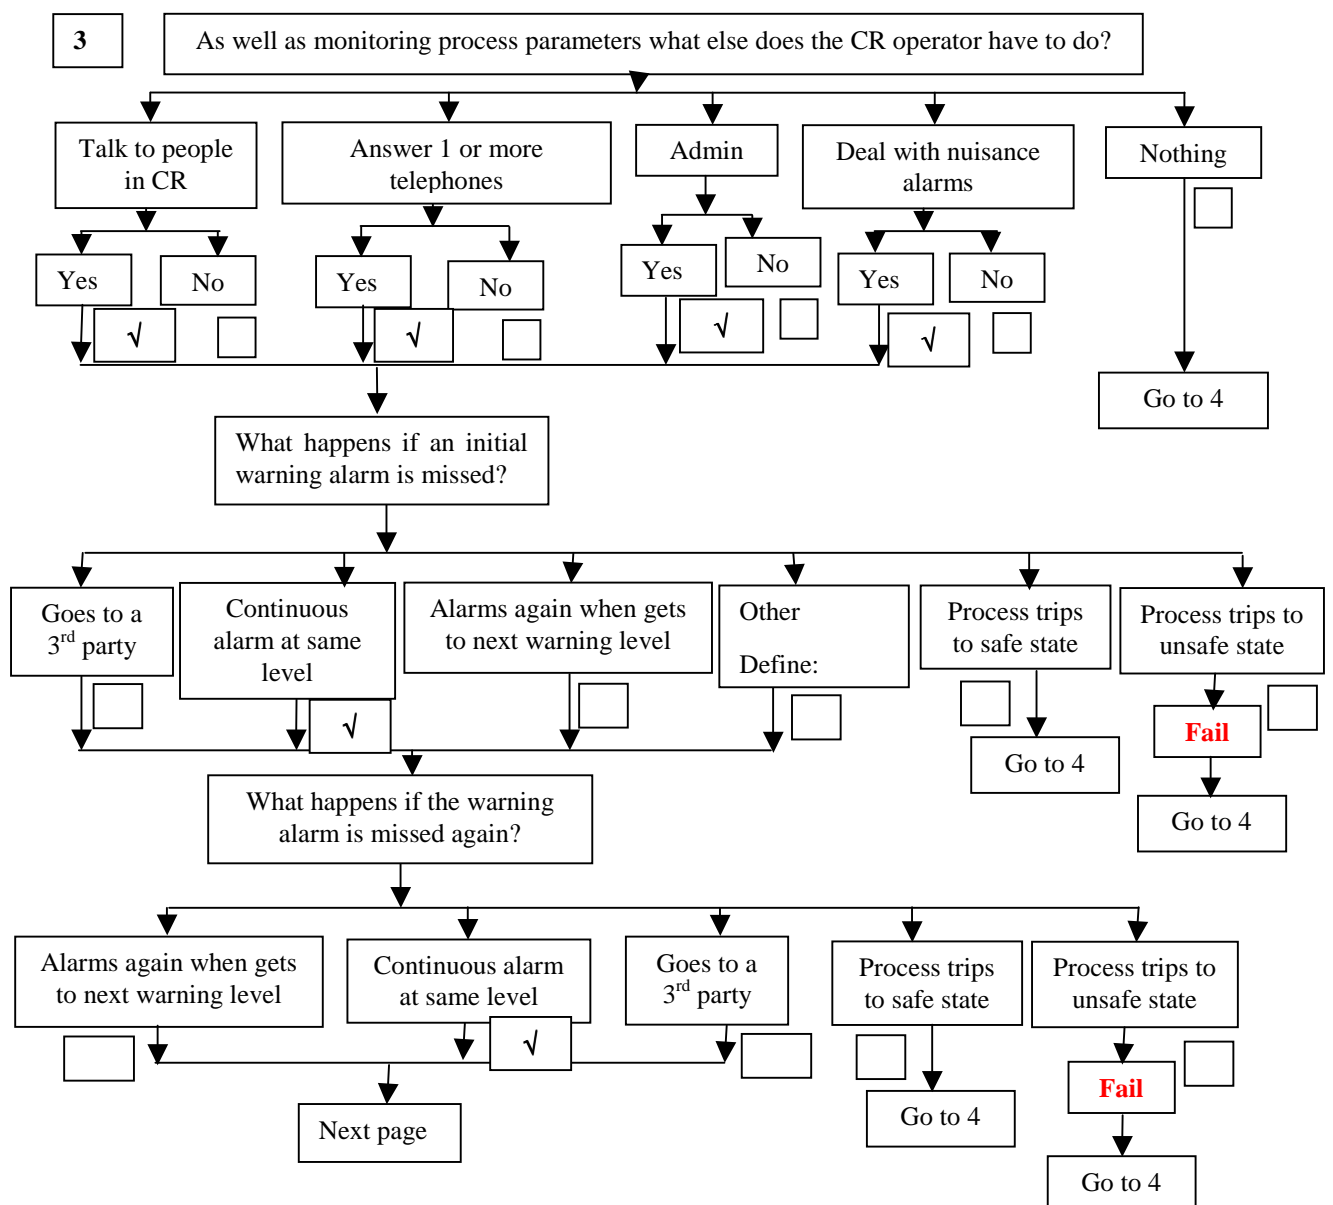 3
As well as monitoring process parameters what else does the CR operator have to do?
Talk to people
in CR
Answer 1 or more
telephones
Admin
Deal with nuisance
alarms
Nothing
Yes
No
Yes
No
Yes
No
Yes
No
√
√
√
√
Go to 4
What happens if an initial
warning alarm is missed?
Goes to a
3rd party
Continuous
alarm at same
level
Alarms again when gets
to next warning level
Other
Define:
Process trips
to safe state
Process trips to
unsafe state
√
Fail
Go to 4
Go to 4
What happens if the warning
alarm is missed again?
Alarms again when gets
to next warning level
Continuous alarm
at same level
Goes to a
3rd party
Process trips
to safe state
Process trips to
unsafe state
√
Fail
Next page
Go to 4
Go to 4